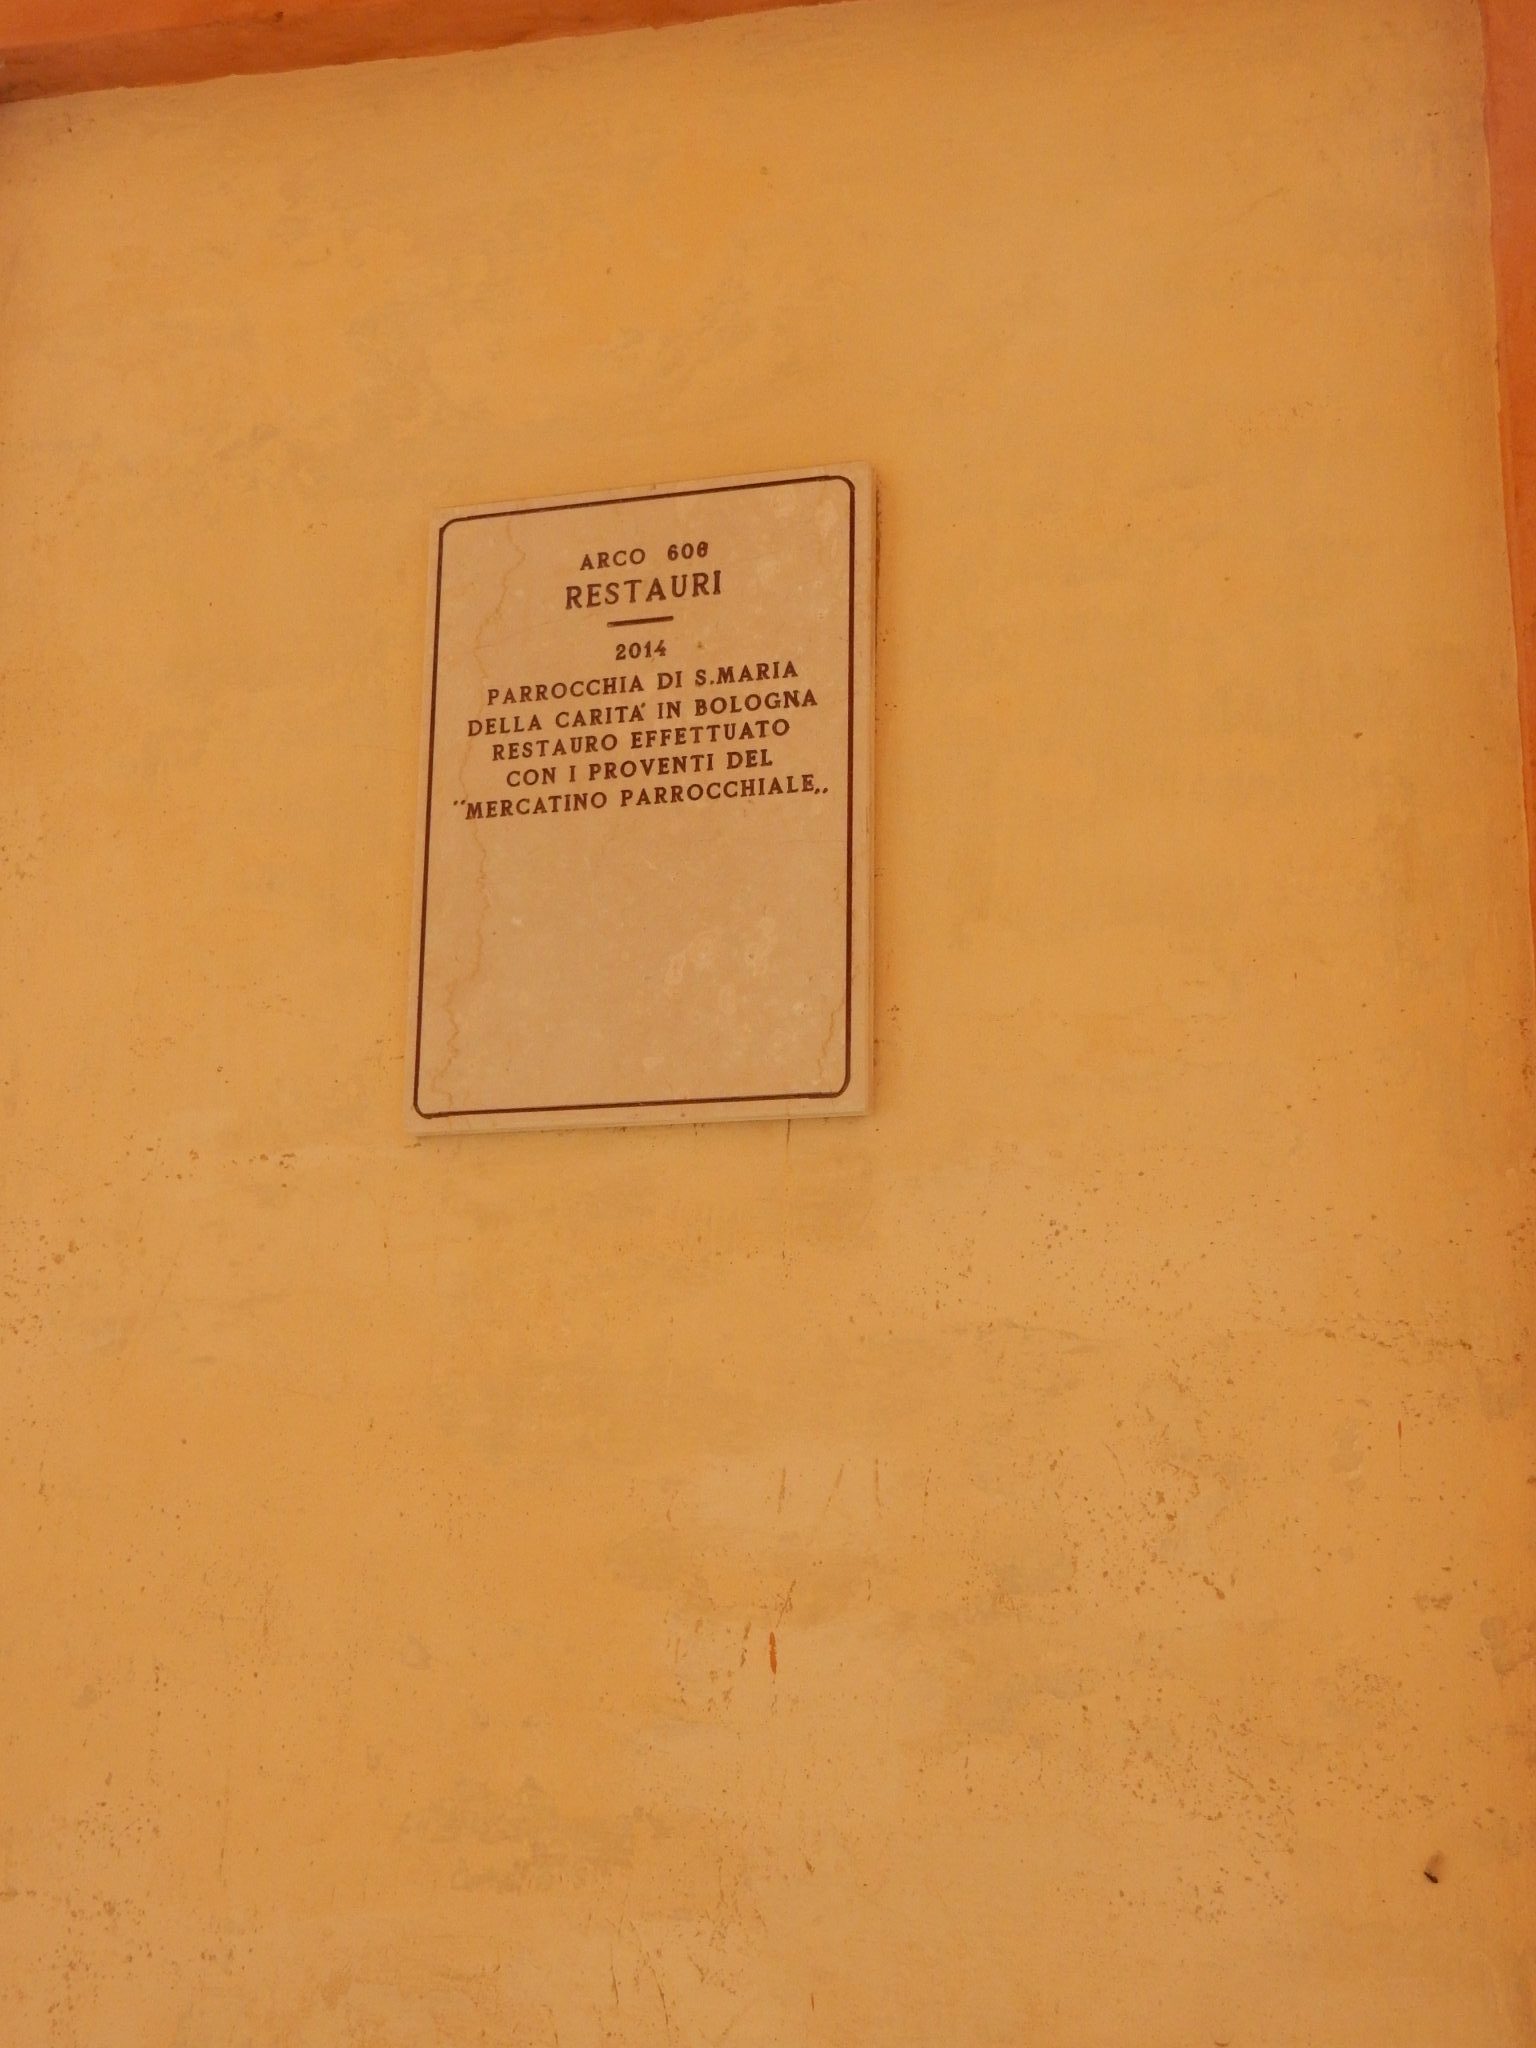 ARCO 606
RESTAURI
2014
PARROCCHIA DI S.MARIA
DELLA CARITA' IN BOLOGNA
RESTAURO EFFETTUATO
CON I PROVENTI DEL
"MERCATINO PARROCCHIALE„